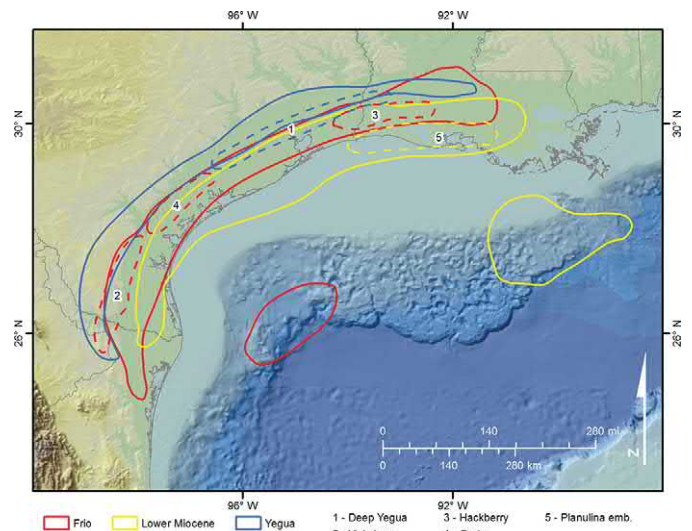 96° W 92° W
30° N 30° N
1 3
5
4
2
26° N 26° N
0 140 280 mi
0 140 280 km
N
96° W 92° W
Frio Lower Miocene Yegua 1 - Deep Yegua 3 - Hackberry 5 - Planulina emb.